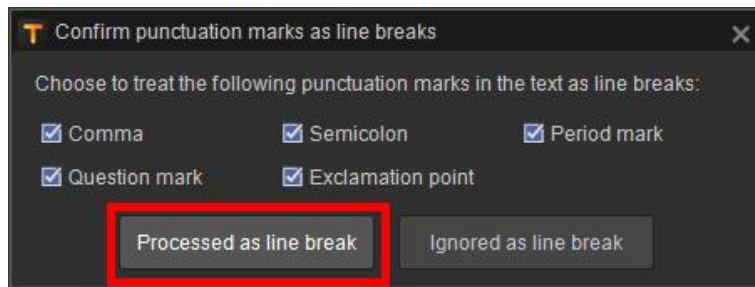 Confirm punctuation marks as line breaks
Choose to treat the following punctuation marks in the text as line breaks:
Comma Semicolon Period mark
Question mark Exclamation point
Processed as line break Ignored as line break